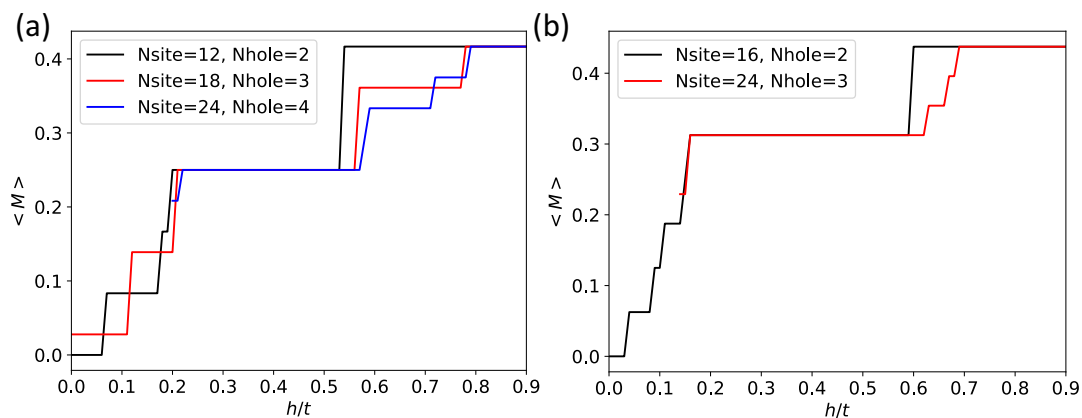 (a)
Nsite=12, Nhole=2
Nsite=18, Nhole=3
Nsite=24, Nhole=4
<M>
0.4
0.3
0.2
0.1
0.0
0.0 0.1 0.2 0.3 0.4 0.5 0.6 0.7 0.8 0.9
h/t
(b)
Nsite=16, Nhole=2
Nsite=24, Nhole=3
<M>
0.4
0.3
0.2
0.1
0.0
0.0 0.1 0.2 0.3 0.4 0.5 0.6 0.7 0.8 0.9
h/t